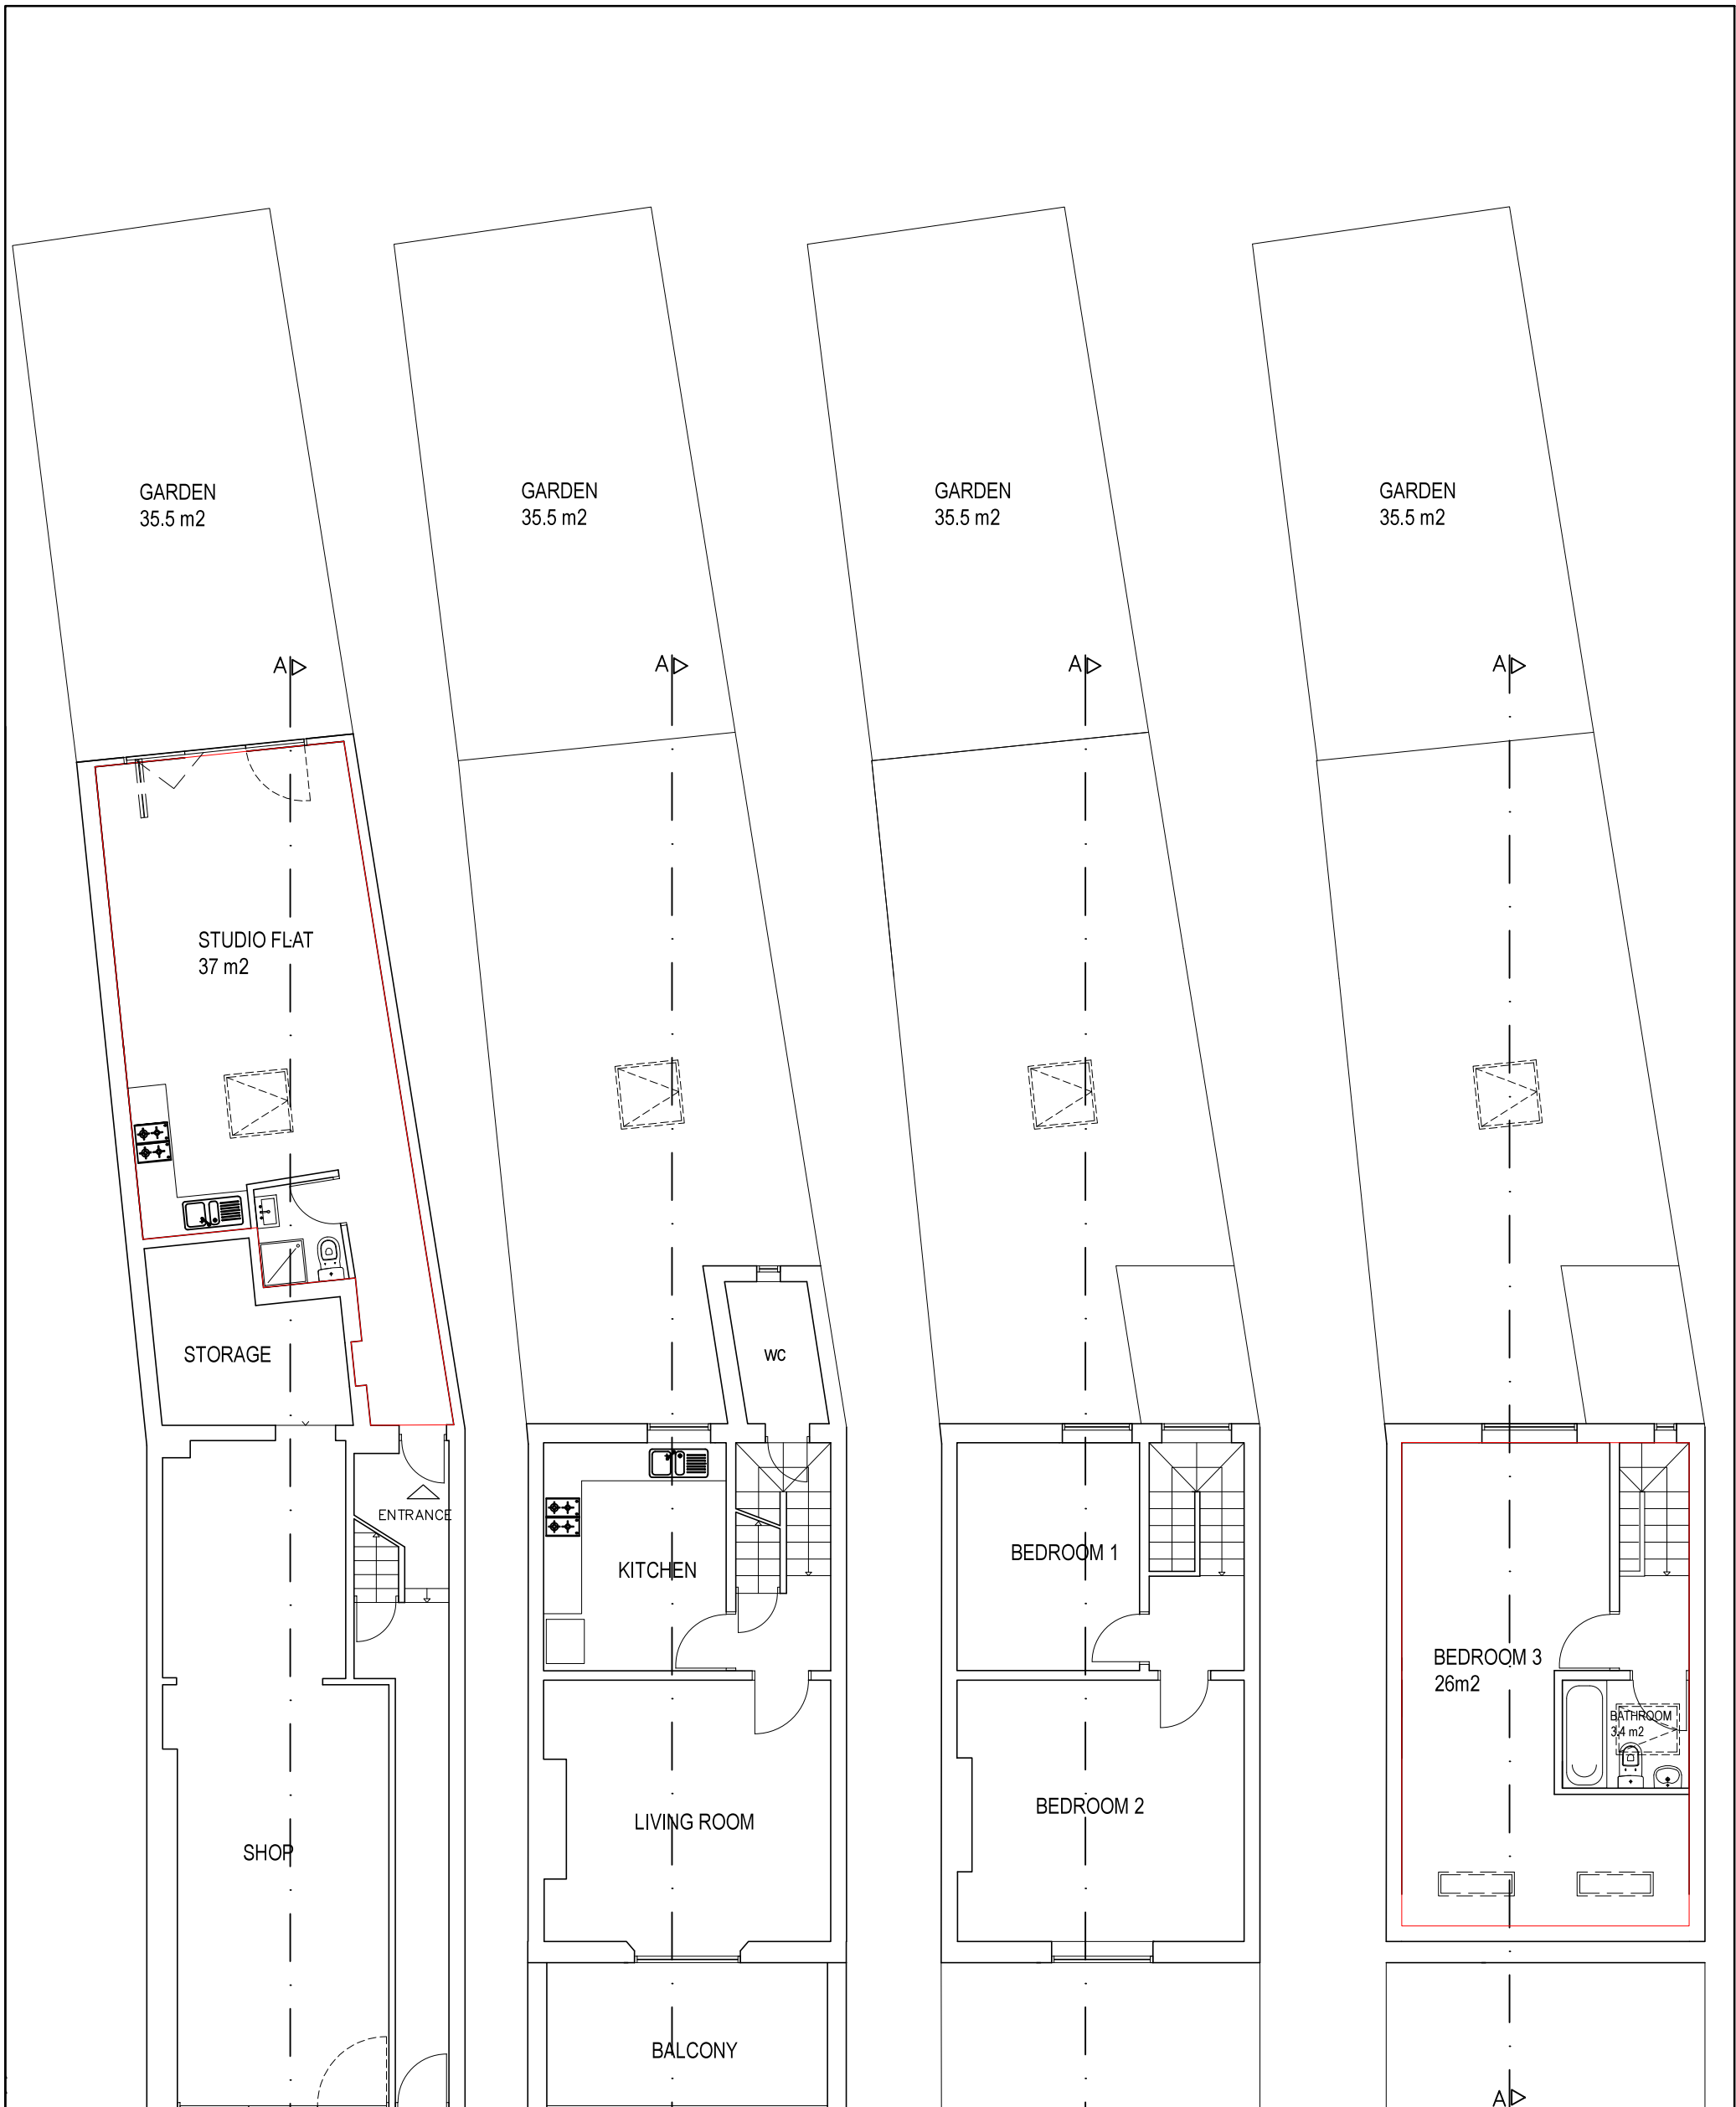 GARDEN
35.5 m2
GARDEN
35.5 m2
GARDEN
35.5 m2
GARDEN
35.5 m2
A
A
A
A
STUDIO FLAT
37 m2
STORAGE
WC
ENTRANCE
KITCHEN
BEDROOM 1
BEDROOM 3
26m2
BATHROOM
3.4 m2
SHOP
LIVING ROOM
BEDROOM 2
BALCONY
A